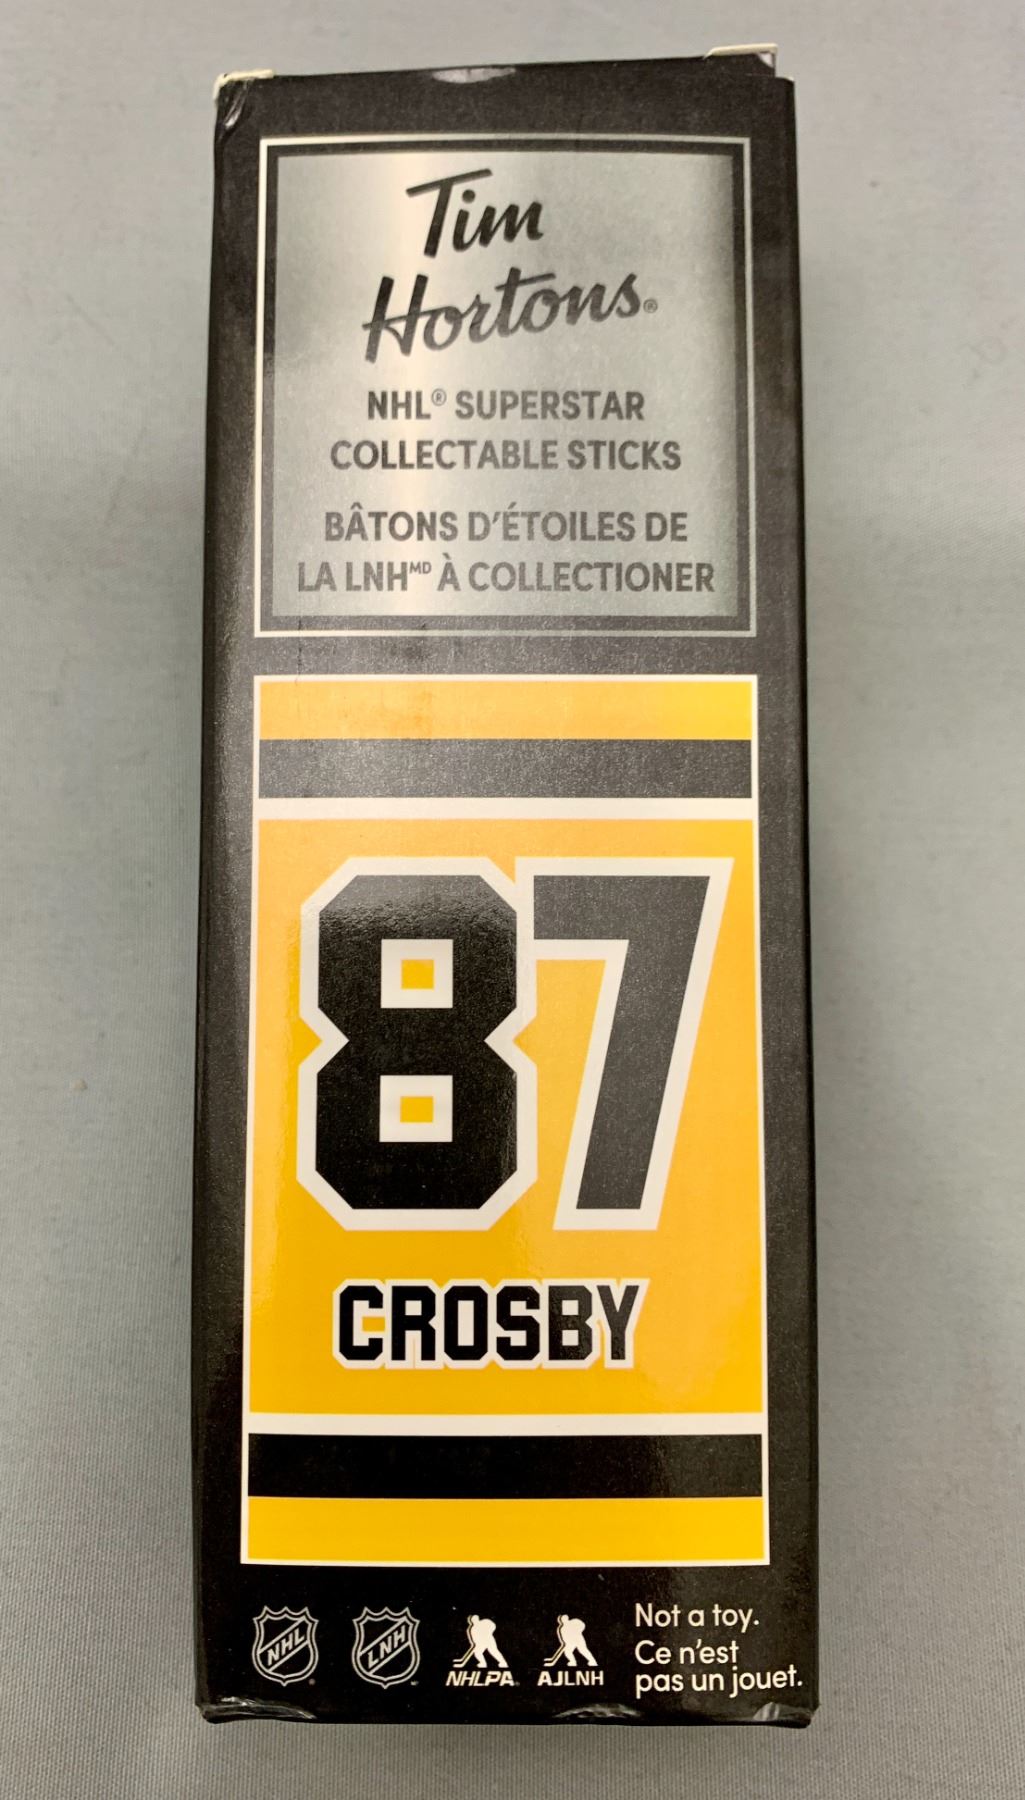 Tim
Hortons®
NHL® SUPERSTAR
COLLECTABLE STICKS
BÂTONS D'ÉTOILES DE
LA LNHᴹᴰ À COLLECTIONER
87
CROSBY
NHL
LNH
NHLPA
AJLNH
Not a toy.
Ce n'est
pas un jouet.